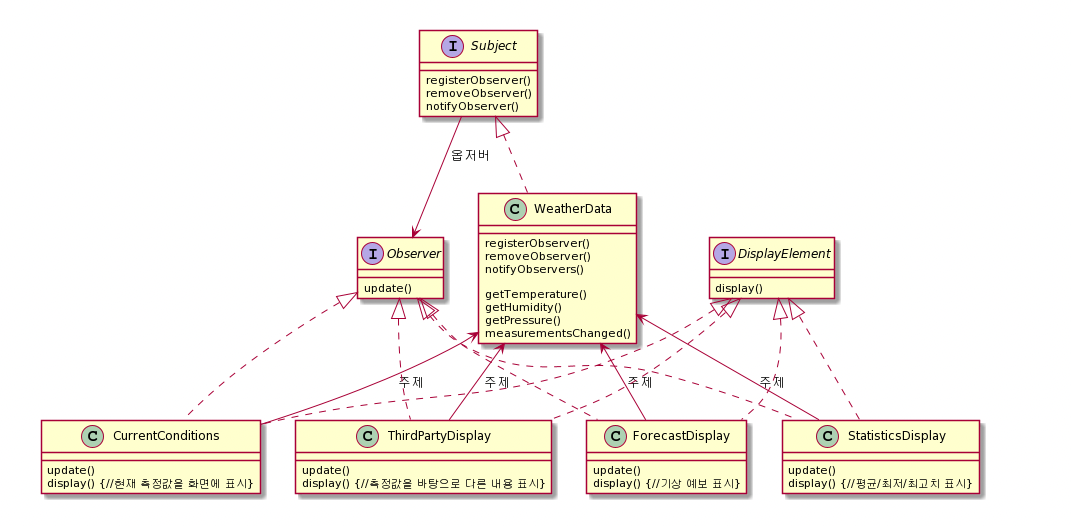 I Subject
registerObserver()
removeObserver()
notifyObserver()
옵저버
C WeatherData
registerObserver()
removeObserver()
notifyObservers()
getTemperature()
getHumidity()
getPressure()
measurementsChanged()
I Observer
update()
I DisplayElement
display()
주제
주제
주제
주제
C CurrentConditions
update()
display() {//현재 측정값을 화면에 표시}
C ThirdPartyDisplay
update()
display() {//측정값을 바탕으로 다른 내용 표시}
C ForecastDisplay
update()
display() {//기상 예보 표시}
C StatisticsDisplay
update()
display() {//평균/최저/최고치 표시}